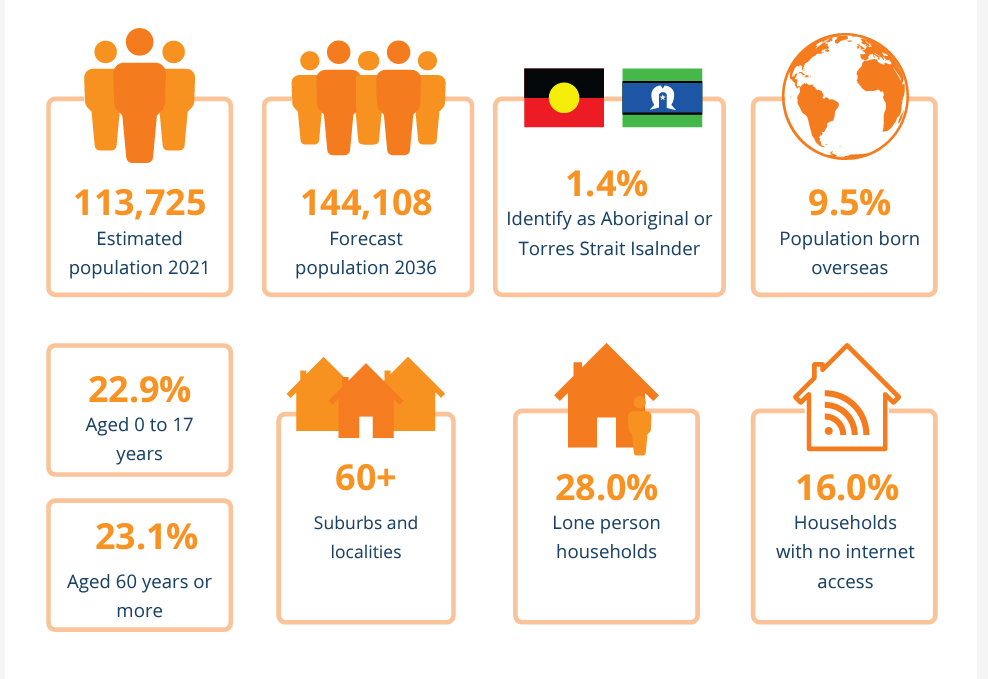 113,725
Estimated
population 2021
144,108
Forecast
population 2036
1.4%
Identify as Aboriginal or
Torres Strait Isalnder
9.5%
Population born
overseas
22.9%
Aged 0 to 17
years
23.1%
Aged 60 years or
more
60+
Suburbs and
localities
28.0%
Lone person
households
16.0%
Households
with no internet
access